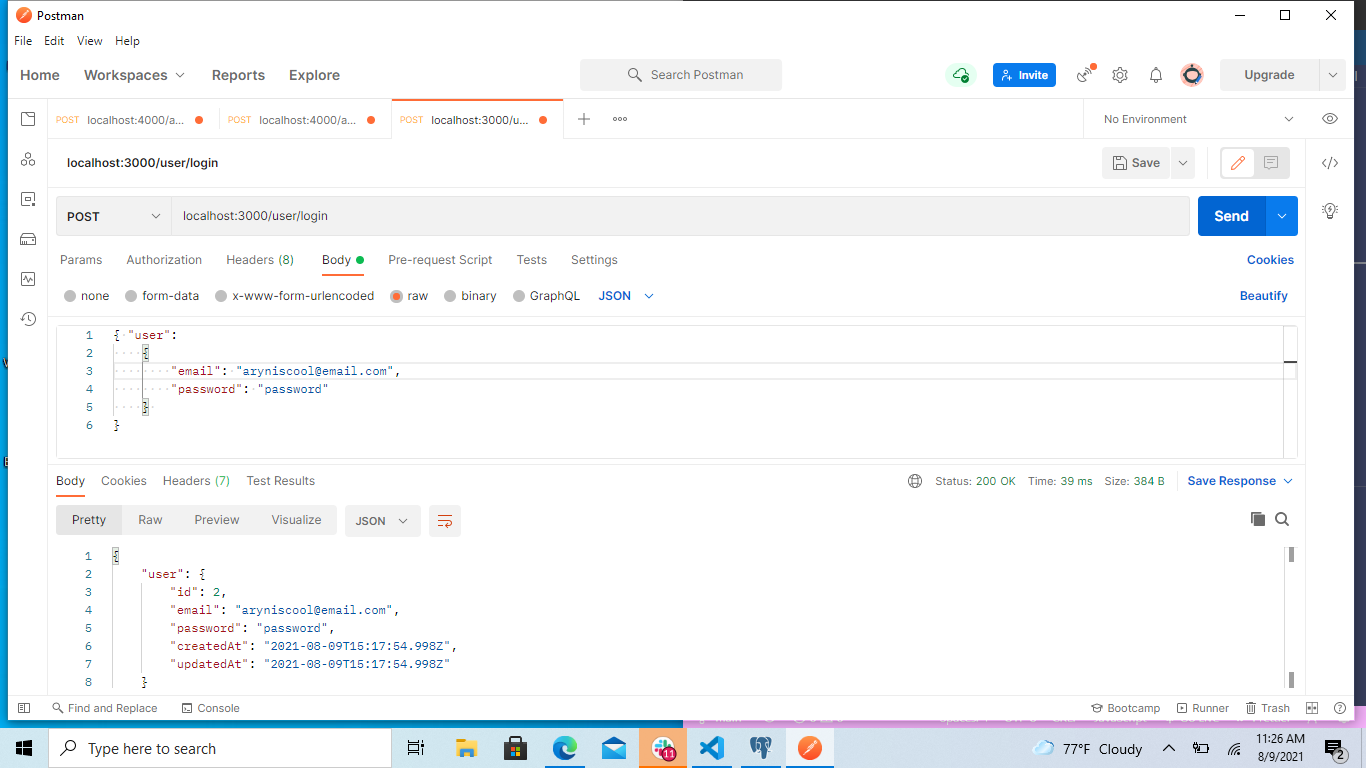 Postman
File Edit View Help
Home Workspaces Reports Explore Search Postman Invite Upgrade
POST localhost:4000/a... POST localhost:4000/a... POST localhost:3000/u... No Environment
localhost:3000/user/login Save
POST localhost:3000/user/login Send
Params Authorization Headers (8) Body Pre-request Script Tests Settings Cookies
none form-data x-www-form-urlencoded raw binary GraphQL JSON Beautify
1 { "user":
2 {
3 "email": "aryniscool@email.com",
4 "password": "password"
5 }
6 }
Body Cookies Headers (7) Test Results Status: 200 OK Time: 39 ms Size: 384 B Save Response
Pretty Raw Preview Visualize JSON
1 {
2 "user": {
3 "id": 2,
4 "email": "aryniscool@email.com",
5 "password": "password",
6 "createdAt": "2021-08-09T15:17:54.998Z",
7 "updatedAt": "2021-08-09T15:17:54.998Z"
8 }
Find and Replace Console Bootcamp Runner Trash
Type here to search 11 77°F Cloudy 11:26 AM
8/9/2021 2